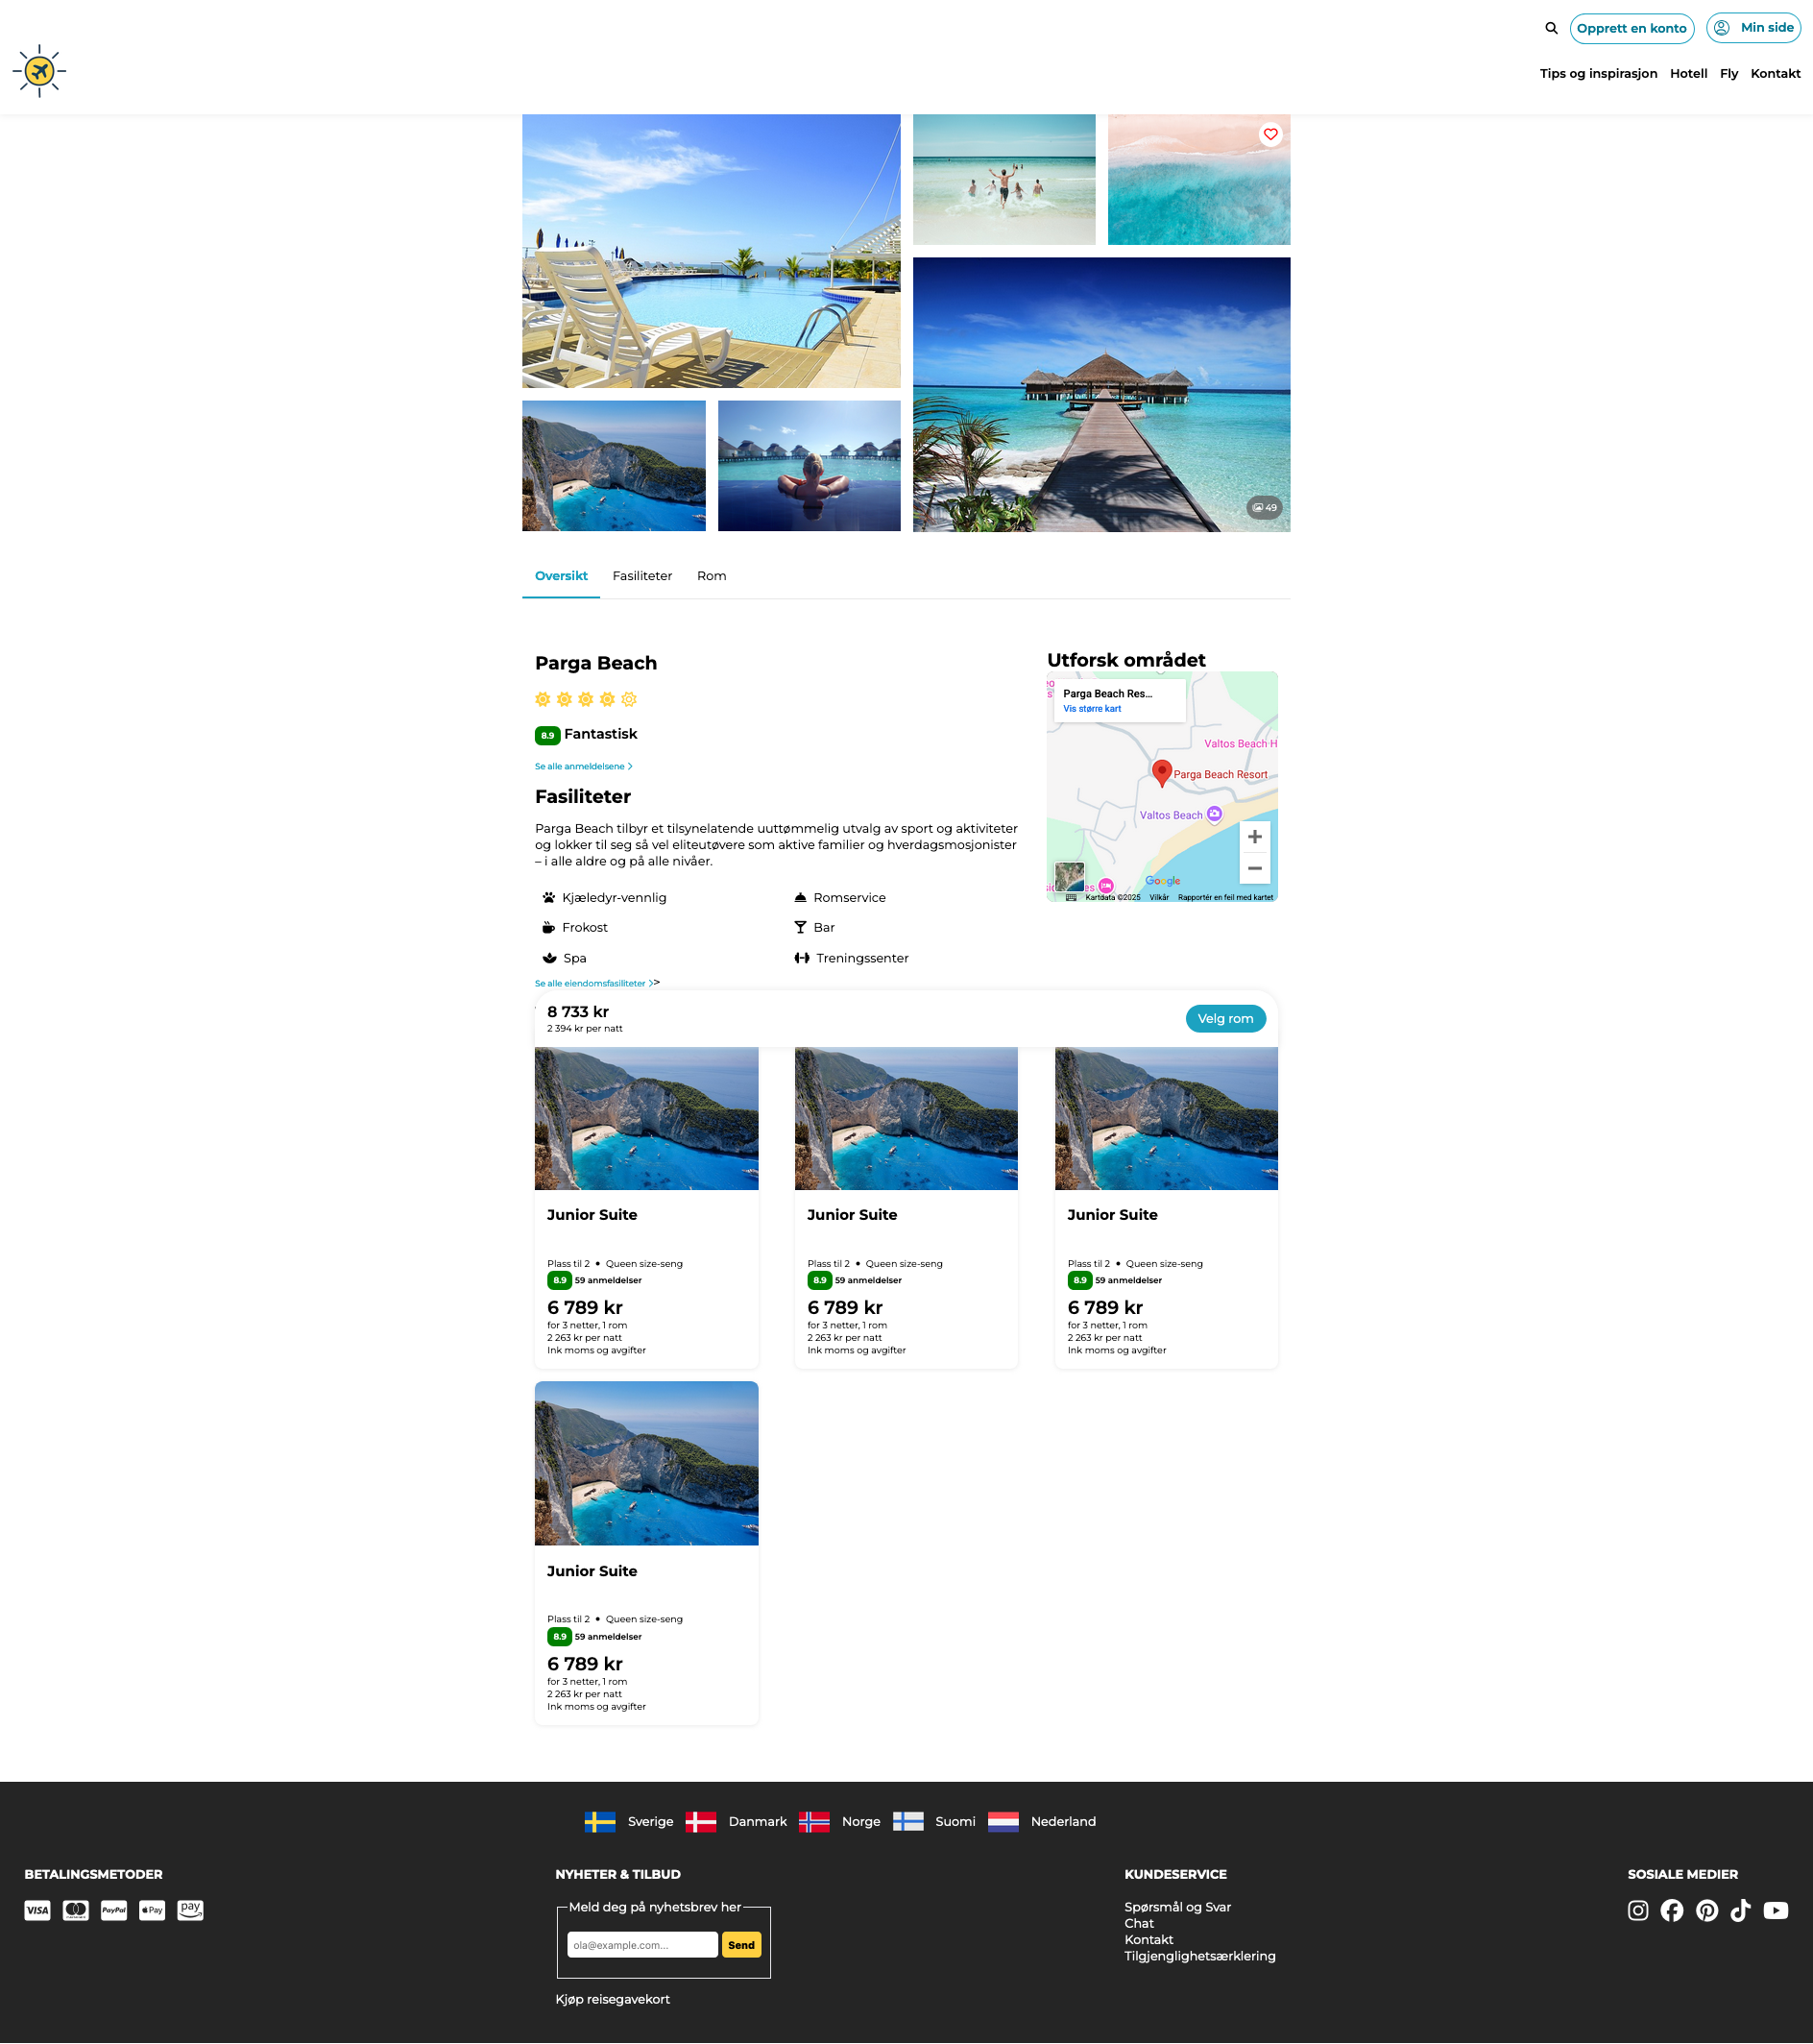 Opprett en konto
Min side
Tips og inspirasjon Hotell Fly Kontakt
49
Oversikt Fasiliteter Rom
Parga Beach
8.9 Fantastisk
Se alle anmeldelsene
Fasiliteter
Parga Beach tilbyr et tilsynelatende uuttømmelig utvalg av sport og aktiviteter
og lokker til seg så vel eliteutøvere som aktive familier og hverdagsmosjonister
– i alle aldre og på alle nivåer.
Kjæledyr-vennlig
Romservice
Frokost
Bar
Spa
Treningssenter
Se alle eiendomsfasiliteter >
Utforsk området
Parga Beach Res...
Vis større kart
Valtos Beach H
Parga Beach Resort
Valtos Beach
Google
Kartdata ©2025 Vilkår Rapportér en feil med kartet
8 733 kr
2 394 kr per natt
Velg rom
Junior Suite
Plass til 2 • Queen size-seng
8.9 59 anmeldelser
6 789 kr
for 3 netter, 1 rom
2 263 kr per natt
Ink moms og avgifter
Junior Suite
Plass til 2 • Queen size-seng
8.9 59 anmeldelser
6 789 kr
for 3 netter, 1 rom
2 263 kr per natt
Ink moms og avgifter
Junior Suite
Plass til 2 • Queen size-seng
8.9 59 anmeldelser
6 789 kr
for 3 netter, 1 rom
2 263 kr per natt
Ink moms og avgifter
Junior Suite
Plass til 2 • Queen size-seng
8.9 59 anmeldelser
6 789 kr
for 3 netter, 1 rom
2 263 kr per natt
Ink moms og avgifter
Sverige Danmark Norge Suomi Nederland
BETALINGSMETODER
VISA PayPal Pay pay
NYHETER & TILBUD
Meld deg på nyhetsbrev her
ola@example.com...
Send
Kjøp reisegavekort
KUNDESERVICE
Spørsmål og Svar
Chat
Kontakt
Tilgjenglighetsærklering
SOSIALE MEDIER